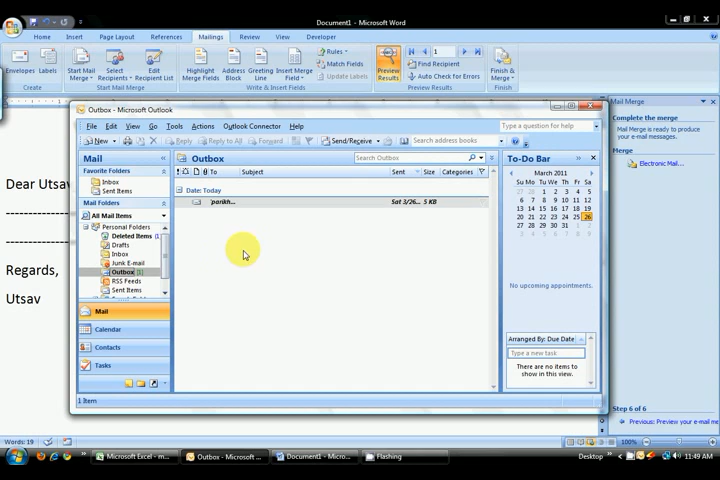 Document1 - Microsoft Word
Home Insert Page Layout References Mailings Review View Developer
Envelopes Labels
Create
Start Mail Merge Select Recipients Edit Recipient List
Start Mail Merge
Highlight Merge Fields Address Block Greeting Line Insert Merge Field
Rules
Match Fields
Update Labels
Write & Insert Fields
Preview Results
1
Find Recipient
Auto Check for Errors
Preview Results
Finish & Merge
Finish
Mail Merge
Complete the merge
Mail Merge is ready to produce
your e-mail messages.
Merge
Electronic Mail...
Step 6 of 6
Previous: Preview your e-mail me
Dear Utsav
Regards,
Utsav
Outbox - Microsoft Outlook
File Edit View Go Tools Actions Outlook Connector Help
Type a question for help
New Reply Reply to All Forward Send/Receive Search address books
Mail
Favorite Folders
Inbox
Sent Items
Mail Folders
All Mail Items
Personal Folders
Deleted Items (1
Drafts
Inbox
Junk E-mail
Outbox [1]
RSS Feeds
Sent Items
Mail
Calendar
Contacts
Tasks
1 Item
Outbox
Search Outbox
To Subject Sent Size Categories
Date: Today
'parikh... Sat 3/26... 5 KB
To-Do Bar
March 2011
Su Mo Tu We Th Fr Sa
27 28 1 2 3 4 5
6 7 8 9 10 11 12
13 14 15 16 17 18 19
20 21 22 23 24 25 26
27 28 29 30 31
No upcoming appointments.
Arranged By: Due Date
Type a new task
There are no items to
show in this view.
Words: 19
100%
Microsoft Excel - m...
Outbox - Microsoft ...
Document1 - Micro...
Flashing
Desktop
11:49 AM